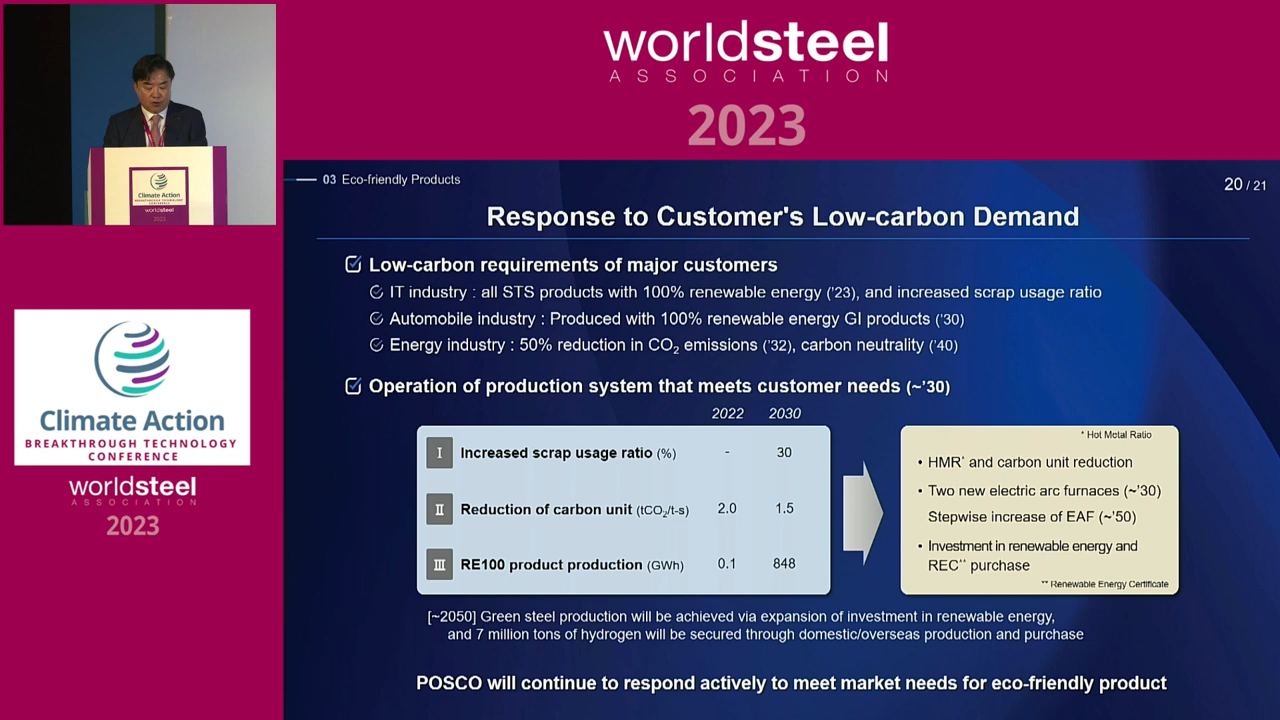 worldsteel
ASSOCIATION
2023
Climate Action
BREAKTHROUGH TECHNOLOGY
CONFERENCE
worldsteel
2023
Climate Action
BREAKTHROUGH TECHNOLOGY
CONFERENCE
worldsteel
ASSOCIATION
2023
03 Eco-friendly Products
20 / 21
Response to Customer's Low-carbon Demand
Low-carbon requirements of major customers
IT industry : all STS products with 100% renewable energy ('23), and increased scrap usage ratio
Automobile industry : Produced with 100% renewable energy GI products ('30)
Energy industry : 50% reduction in CO₂ emissions ('32), carbon neutrality ('40)
Operation of production system that meets customer needs (~'30)
2022 2030
I Increased scrap usage ratio (%) - 30
II Reduction of carbon unit (tCO₂/t-s) 2.0 1.5
III RE100 product production (GWh) 0.1 848
* Hot Metal Ratio
• HMR* and carbon unit reduction
• Two new electric arc furnaces (~'30)
Stepwise increase of EAF (~'50)
• Investment in renewable energy and
REC** purchase
** Renewable Energy Certificate
[~2050] Green steel production will be achieved via expansion of investment in renewable energy,
and 7 million tons of hydrogen will be secured through domestic/overseas production and purchase
POSCO will continue to respond actively to meet market needs for eco-friendly product